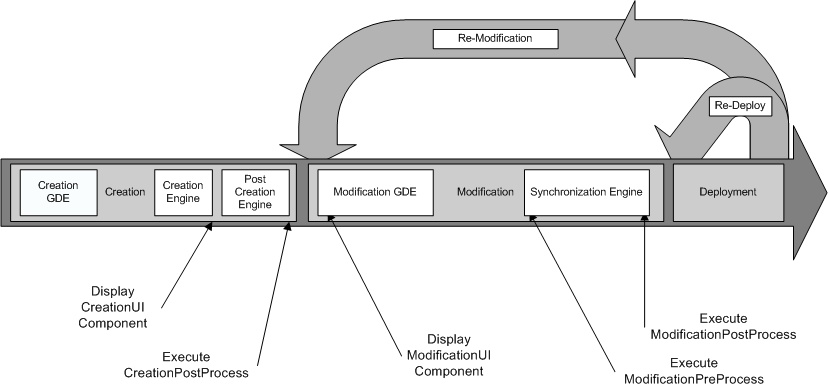 Re-Modification
Re-Deploy
Creation
GDE
Creation
Creation
Engine
Post
Creation
Engine
Modification GDE
Modification
Synchronization Engine
Deployment
Display
CreationUI
Component
Execute
CreationPostProcess
Display
ModificationUI
Component
Execute
ModificationPostProcess
Execute
ModificationPreProcess